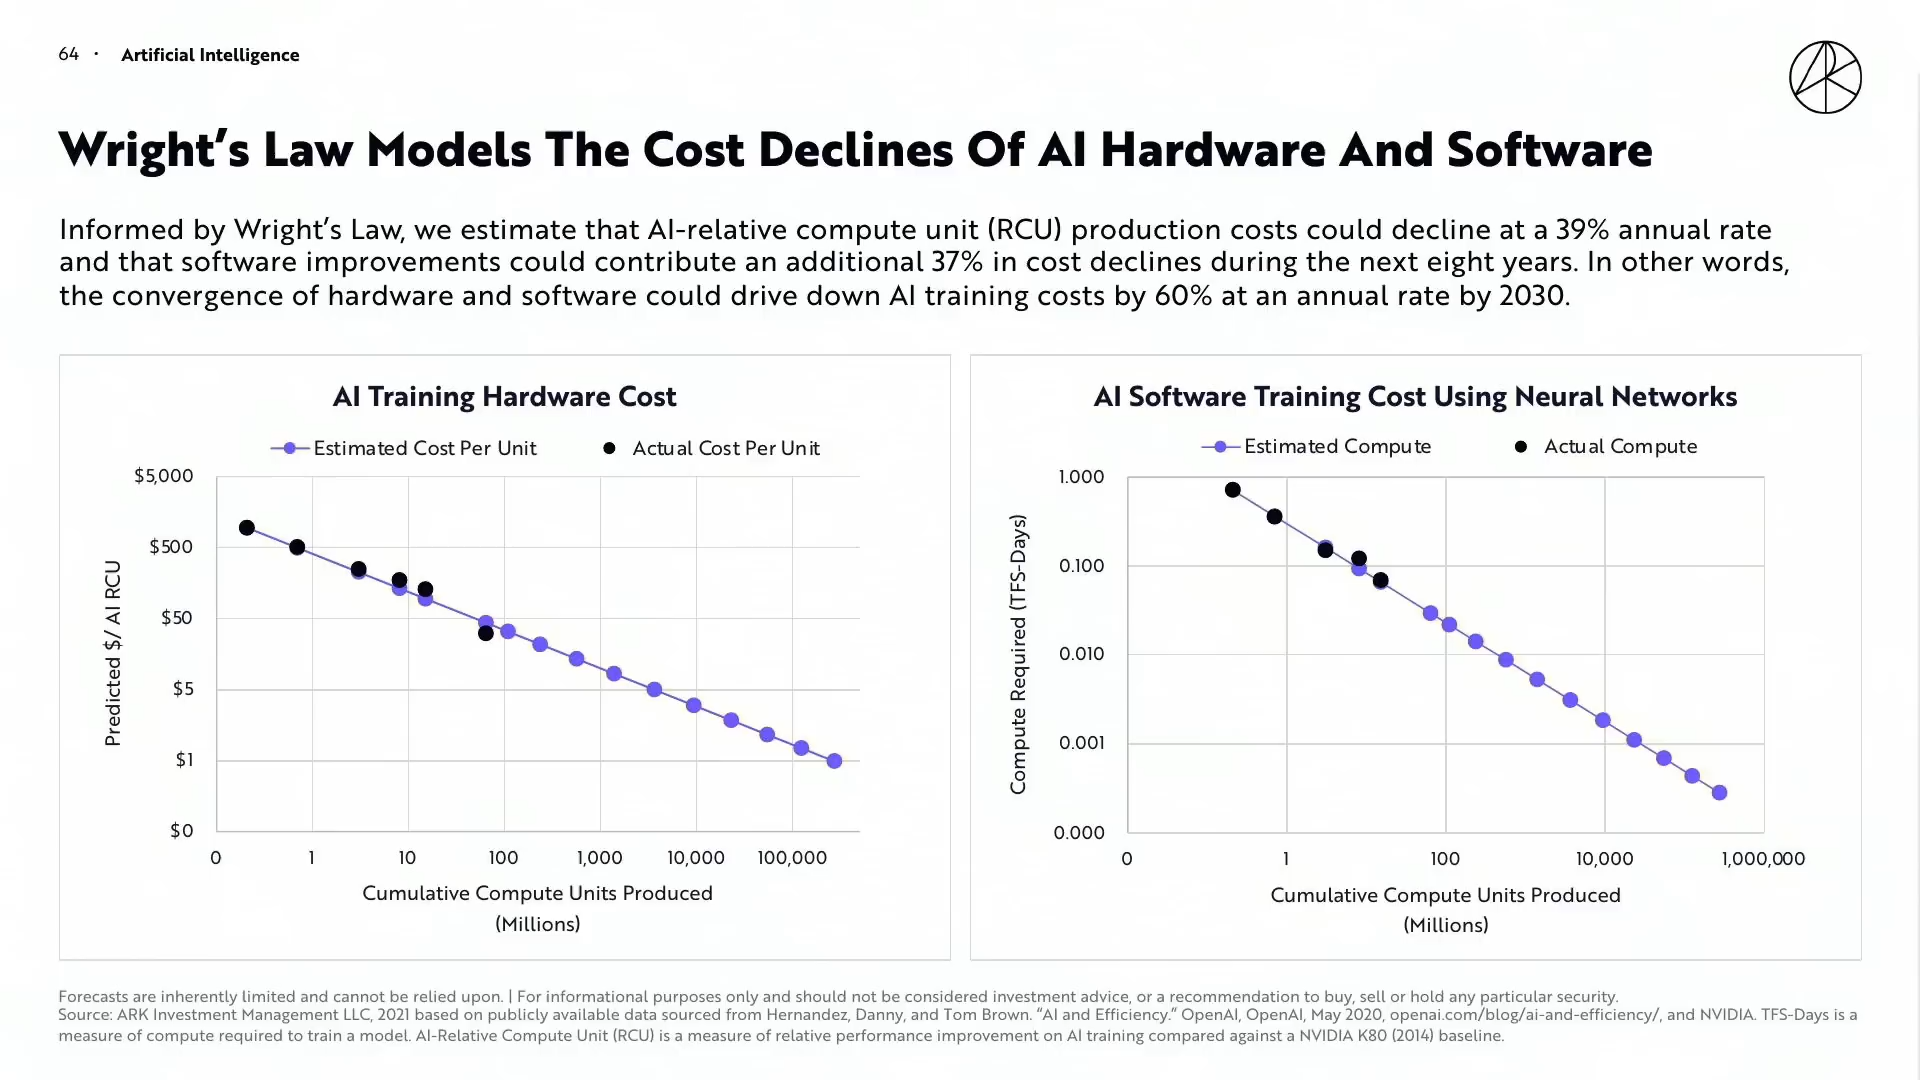 64 · Artificial Intelligence
Wright's Law Models The Cost Declines Of AI Hardware And Software
Informed by Wright's Law, we estimate that AI-relative compute unit (RCU) production costs could decline at a 39% annual rate
and that software improvements could contribute an additional 37% in cost declines during the next eight years. In other words,
the convergence of hardware and software could drive down AI training costs by 60% at an annual rate by 2030.
AI Training Hardware Cost
Estimated Cost Per Unit
Actual Cost Per Unit
$5,000
$500
$50
$5
$1
$0
Predicted $/ AI RCU
0
1
10
100
1,000
10,000
100,000
Cumulative Compute Units Produced
(Millions)
AI Software Training Cost Using Neural Networks
Estimated Compute
Actual Compute
1.000
0.100
0.010
0.001
0.000
Compute Required (TFS-Days)
0
1
100
10,000
1,000,000
Cumulative Compute Units Produced
(Millions)
Forecasts are inherently limited and cannot be relied upon. | For informational purposes only and should not be considered investment advice, or a recommendation to buy, sell or hold any particular security.
Source: ARK Investment Management LLC, 2021 based on publicly available data sourced from Hernandez, Danny, and Tom Brown. “AI and Efficiency.” OpenAI, OpenAI, May 2020, openai.com/blog/ai-and-efficiency/, and NVIDIA. TFS-Days is a
measure of compute required to train a model. AI-Relative Compute Unit (RCU) is a measure of relative performance improvement on AI training compared against a NVIDIA K80 (2014) baseline.